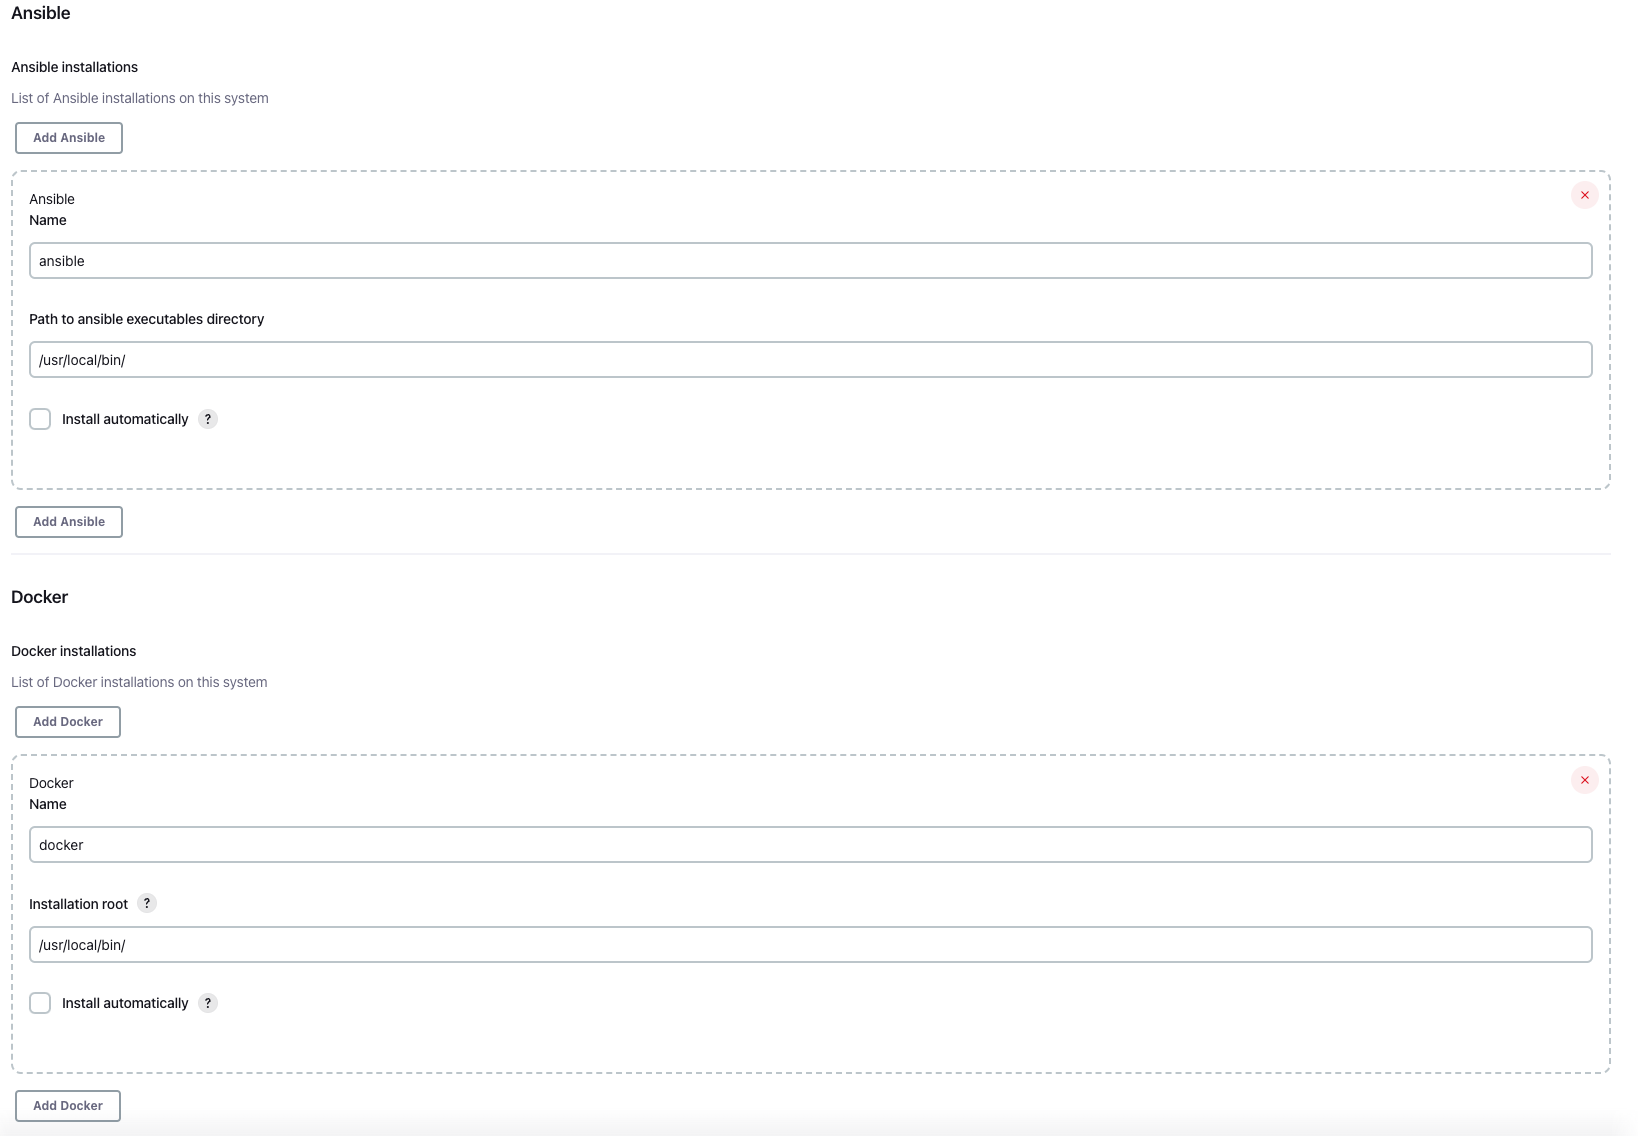 Ansible
Ansible installations
List of Ansible installations on this system
Add Ansible
Ansible
Name
ansible
Path to ansible executables directory
/usr/local/bin/
Install automatically ?
Add Ansible
Docker
Docker installations
List of Docker installations on this system
Add Docker
Docker
Name
docker
Installation root ?
/usr/local/bin/
Install automatically ?
Add Docker